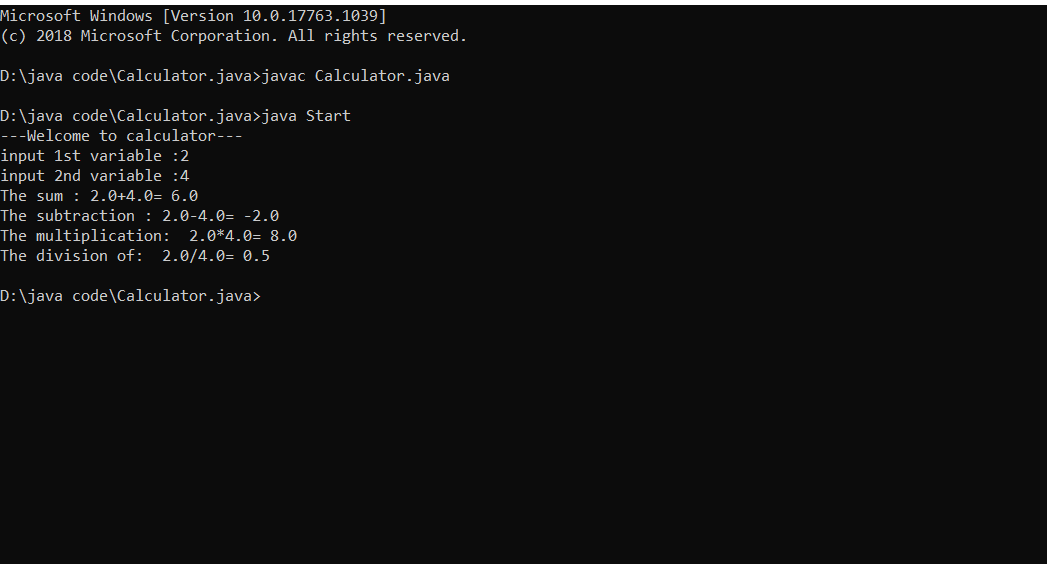 Microsoft Windows [Version 10.0.17763.1039]
(c) 2018 Microsoft Corporation. All rights reserved.
D:\java code\Calculator.java>javac Calculator.java
D:\java code\Calculator.java>java Start
---Welcome to calculator---
input 1st variable :2
input 2nd variable :4
The sum : 2.0+4.0= 6.0
The subtraction : 2.0-4.0= -2.0
The multiplication:  2.0*4.0= 8.0
The division of:  2.0/4.0= 0.5
D:\java code\Calculator.java>